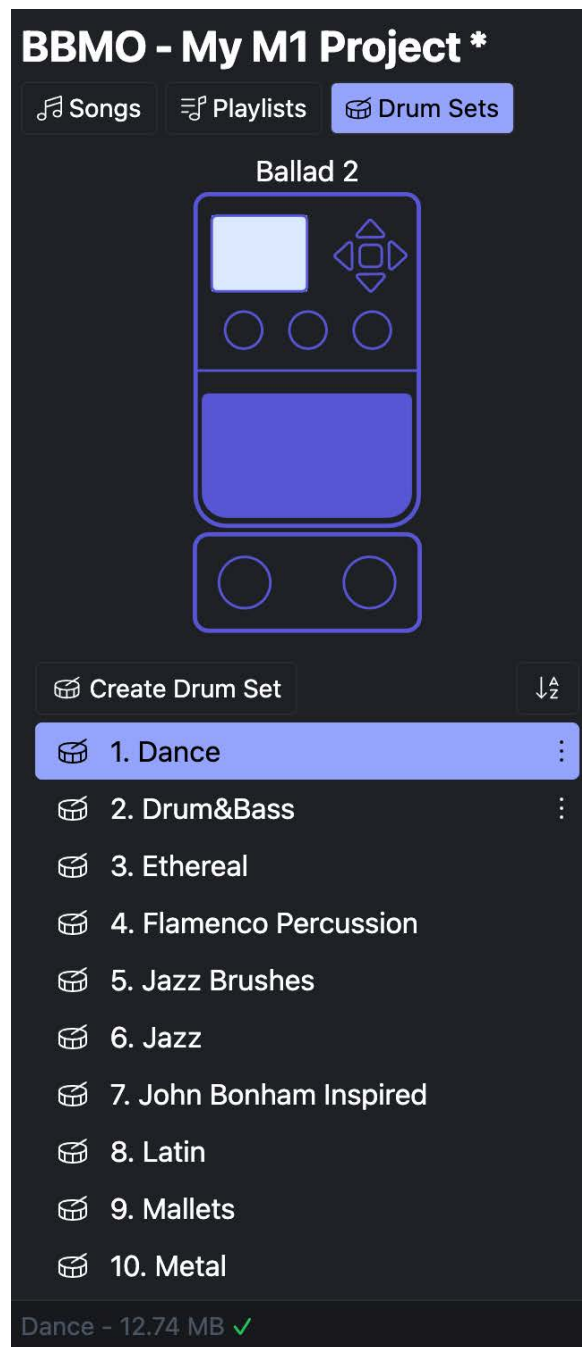 BBMO - My M1 Project *
Songs Playlists Drum Sets
Ballad 2
Create Drum Set
1. Dance
2. Drum&Bass
3. Ethereal
4. Flamenco Percussion
5. Jazz Brushes
6. Jazz
7. John Bonham Inspired
8. Latin
9. Mallets
10. Metal
Dance - 12.74 MB ✓